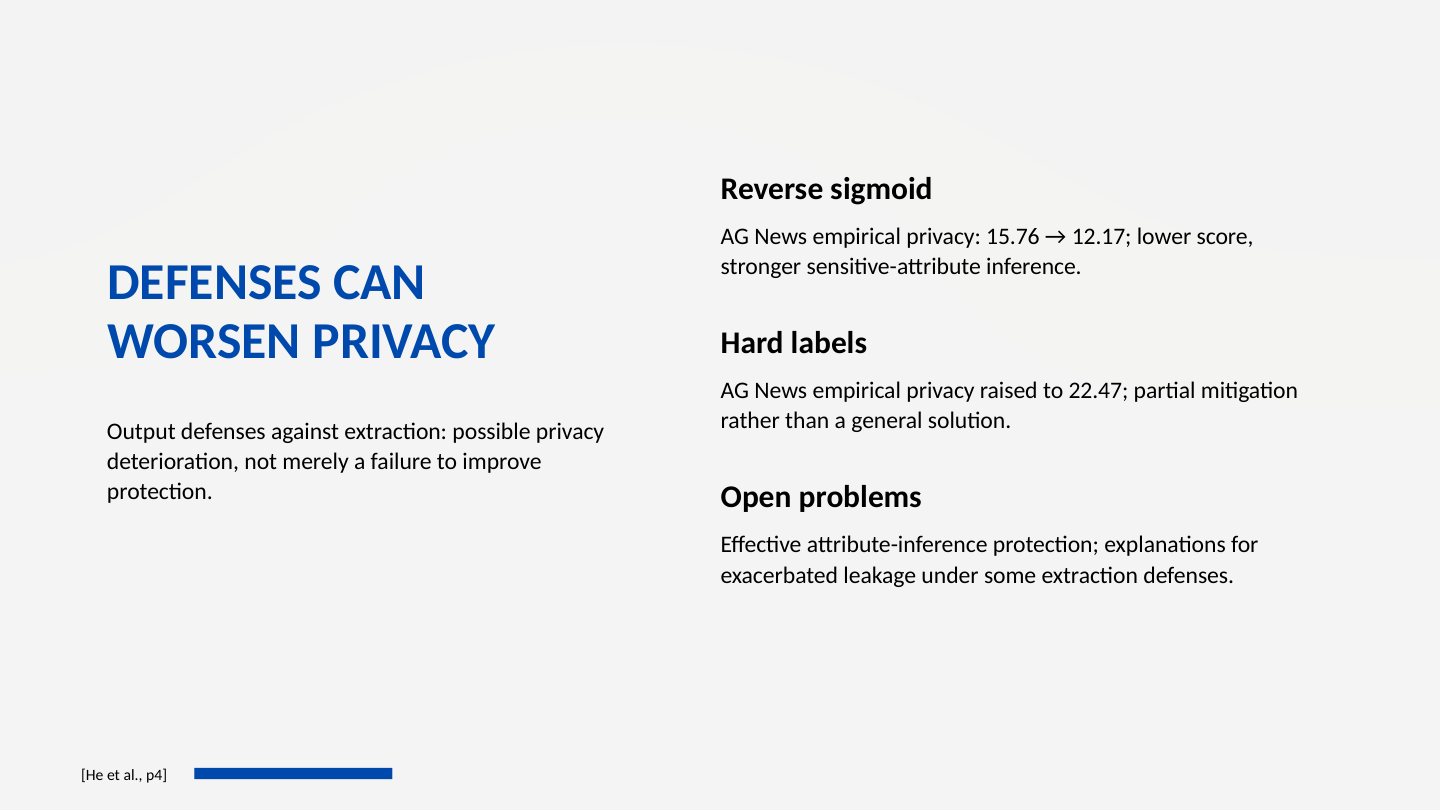 DEFENSES CAN
WORSEN PRIVACY
Output defenses against extraction: possible privacy
deterioration, not merely a failure to improve
protection.
Reverse sigmoid
AG News empirical privacy: 15.76 → 12.17; lower score,
stronger sensitive-attribute inference.
Hard labels
AG News empirical privacy raised to 22.47; partial mitigation
rather than a general solution.
Open problems
Effective attribute-inference protection; explanations for
exacerbated leakage under some extraction defenses.
[He et al., p4]